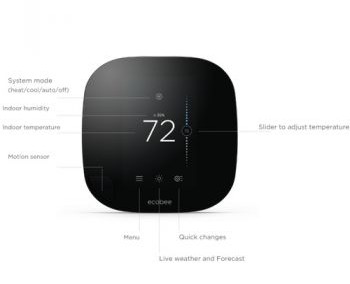 System mode
(heat/cool/auto/off)
Indoor humidity
Indoor temperature
72
Slider to adjust temperature
Motion sensor
ecobee
Menu
Quick changes
Live weather and Forecast